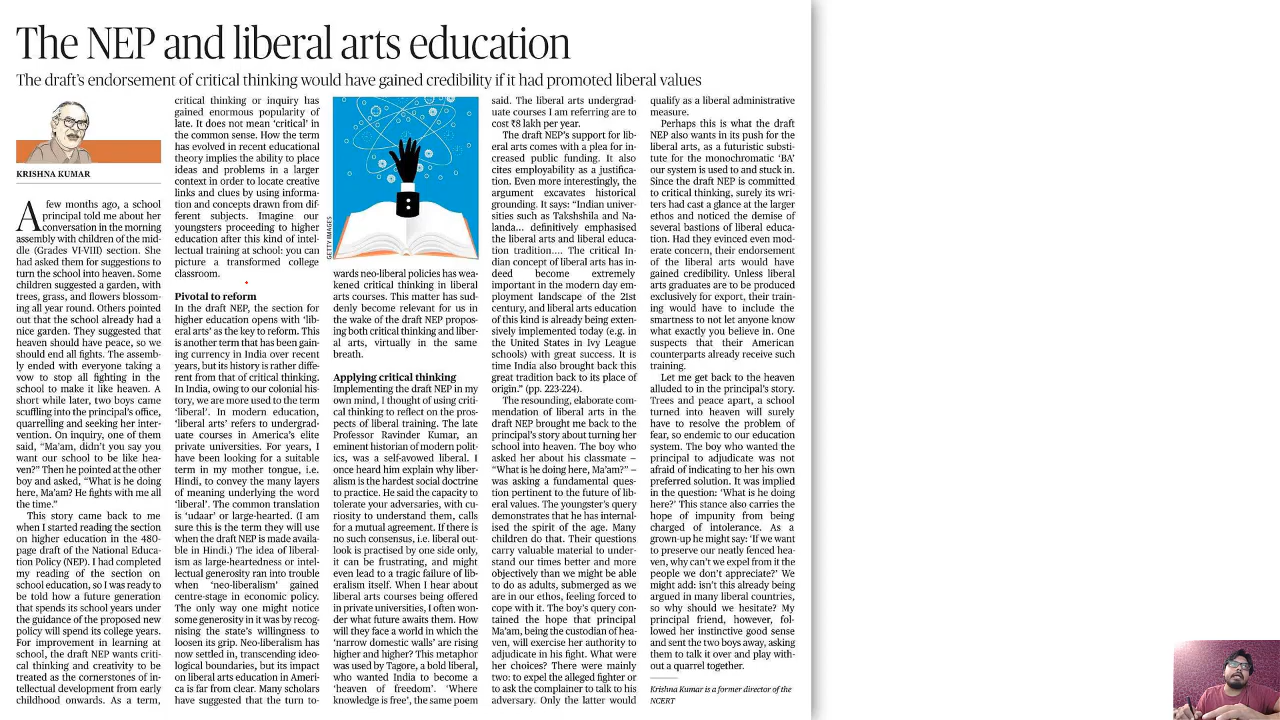 The NEP and liberal arts education
The draft's endorsement of critical thinking would have gained credibility if it had promoted liberal values
KRISHNA KUMAR
A few months ago, a school
principal told me about her
conversation in the morning
assembly with children of the mid-
dle (Grades VI-VIII) section. She
had asked them for suggestions to
turn the school into heaven. Some
children suggested a garden, with
trees, grass, and flowers blossom-
ing all year round. Others pointed
out that the school already had a
nice garden. They suggested that
heaven should have peace, so we
should end all fights. The assemb-
ly ended with everyone taking a
vow to stop all fighting in the
school to make it like heaven. A
short while later, two boys came
scuffling into the principal's office,
quarrelling and seeking her inter-
vention. On inquiry, one of them
said, "Ma'am, didn't you say you
want our school to be like hea-
ven?" Then he pointed at the other
boy and asked, "What is he doing
here, Ma'am? He fights with me all
the time."
This story came back to me
when I started reading the section
on higher education in the 480-
page draft of the National Educa-
tion Policy (NEP). I had completed
my reading of the section on
school education, so I was ready to
be told how a future generation
that spends its school years under
the guidance of the proposed new
policy will spend its college years.
For improvement in learning at
school, the draft NEP wants criti-
cal thinking and creativity to be
treated as the cornerstones of in-
tellectual development from early
childhood onwards. As a term,
critical thinking or inquiry has
gained enormous popularity of
late. It does not mean 'critical' in
the common sense. How the term
has evolved in recent educational
theory implies the ability to place
ideas and problems in a larger
context in order to locate creative
links and clues by using informa-
tion and concepts drawn from dif-
ferent subjects. Imagine our
youngsters proceeding to higher
education after this kind of intel-
lectual training at school: you can
picture a transformed college
classroom.
Pivotal to reform
In the draft NEP, the section for
higher education opens with 'lib-
eral arts' as the key to reform. This
is another term that has been gain-
ing currency in India over recent
years, but its history is rather diffe-
rent from that of critical thinking.
In India, owing to our colonial his-
tory, we are more used to the term
'liberal'. In modern education,
'liberal arts' refers to undergrad-
uate courses in America's elite
private universities. For years, I
have been looking for a suitable
term in my mother tongue, i.e.
Hindi, to convey the many layers
of meaning underlying the word
'liberal'. The common translation
is 'udaar' or large-hearted. (I am
sure this is the term they will use
when the draft NEP is made availa-
ble in Hindi.) The idea of liberal-
ism as large-heartedness or intel-
lectual generosity ran into trouble
when 'neo-liberalism' gained
centre-stage in economic policy.
The only way one might notice
some generosity in it was by recog-
nising the state's willingness to
loosen its grip. Neo-liberalism has
now settled in, transcending ideo-
logical boundaries, but its impact
on liberal arts education in Ameri-
ca is far from clear. Many scholars
have suggested that the turn to-
GETTY IMAGES
wards neo-liberal policies has wea-
kened critical thinking in liberal
arts courses. This matter has sud-
denly become relevant for us in
the wake of the draft NEP propos-
ing both critical thinking and liber-
al arts, virtually in the same
breath.
Applying critical thinking
Implementing the draft NEP in my
own mind, I thought of using criti-
cal thinking to reflect on the pros-
pects of liberal training. The late
Professor Ravinder Kumar, an
eminent historian of modern polit-
ics, was a self-avowed liberal. I
once heard him explain why liber-
alism is the hardest social doctrine
to practice. He said the capacity to
tolerate your adversaries, with cu-
riosity to understand them, calls
for a mutual agreement. If there is
no such consensus, i.e. liberal out-
look is practised by one side only,
it can be frustrating, and might
even lead to a tragic failure of lib-
eralism itself. When I hear about
liberal arts courses being offered
in private universities, I often won-
der what future awaits them. How
will they face a world in which the
'narrow domestic walls' are rising
higher and higher? This metaphor
was used by Tagore, a bold liberal,
who wanted India to become a
'heaven of freedom'. 'Where
knowledge is free', the same poem
said. The liberal arts undergrad-
uate courses I am referring are to
cost ₹8 lakh per year.
The draft NEP's support for lib-
eral arts comes with a plea for in-
creased public funding. It also
cites employability as a justifica-
tion. Even more interestingly, the
argument excavates historical
grounding. It says: "Indian univer-
sities such as Takshshila and Na-
landa... definitely emphasised
the liberal arts and liberal educa-
tion tradition.... The critical In-
dian concept of liberal arts has in-
deed become extremely
important in the modern day em-
ployment landscape of the 21st
century, and liberal arts education
of this kind is already being exten-
sively implemented today (e.g. in
the United States in Ivy League
schools) with great success. It is
time India also brought back this
great tradition back to its place of
origin." (pp. 223-224).
The resounding, elaborate com-
mendation of liberal arts in the
draft NEP brought me back to the
principal's story about turning her
school into heaven. The boy who
asked her about his classmate –
"What is he doing here, Ma'am?" –
was asking a fundamental ques-
tion pertinent to the future of lib-
eral values. The youngster's query
demonstrates that he has internal-
ised the spirit of the age. Many
children do that. Their questions
carry valuable material to under-
stand our times better and more
objectively than we might be able
to do as adults, submerged as we
are in our ethos, feeling forced to
cope with it. The boy's query con-
tained the hope that principal
Ma'am, being the custodian of hea-
ven, will exercise her authority to
adjudicate in his fight. What were
her choices? There were mainly
two: to expel the alleged fighter or
to ask the complainer to talk to his
adversary. Only the latter would
qualify as a liberal administrative
measure.
Perhaps this is what the draft
NEP also wants in its push for the
liberal arts, as a futuristic substi-
tute for the monochromatic 'BA'
our system is used to and stuck in.
Since the draft NEP is committed
to critical thinking, surely its wri-
ters had cast a glance at the larger
ethos and noticed the demise of
several bastions of liberal educa-
tion. Had they evinced even mod-
erate concern, their endorsement
of the liberal arts would have
gained credibility. Unless liberal
arts graduates are to be produced
exclusively for export, their train-
ing would have to include the
smartness to not let anyone know
what exactly you believe in. One
suspects that their American
counterparts already receive such
training.
Let me get back to the heaven
alluded to in the principal's story.
Trees and peace apart, a school
turned into heaven will surely
have to resolve the problem of
fear, so endemic to our education
system. The boy who wanted the
principal to adjudicate was not
afraid of indicating to her his own
preferred solution. It was implied
in the question: 'What is he doing
here?' This stance also carries the
hope of impunity from being
charged of intolerance. As a
grown-up he might say: 'If we want
to preserve our neatly fenced hea-
ven, why can't we expel from it the
people we don't appreciate?' We
might add: isn't this already being
argued in many liberal countries,
so why should we hesitate? My
principal friend, however, fol-
lowed her instinctive good sense
and sent the two boys away, asking
them to talk it over and play with-
out a quarrel together.
Krishna Kumar is a former director of the
NCERT